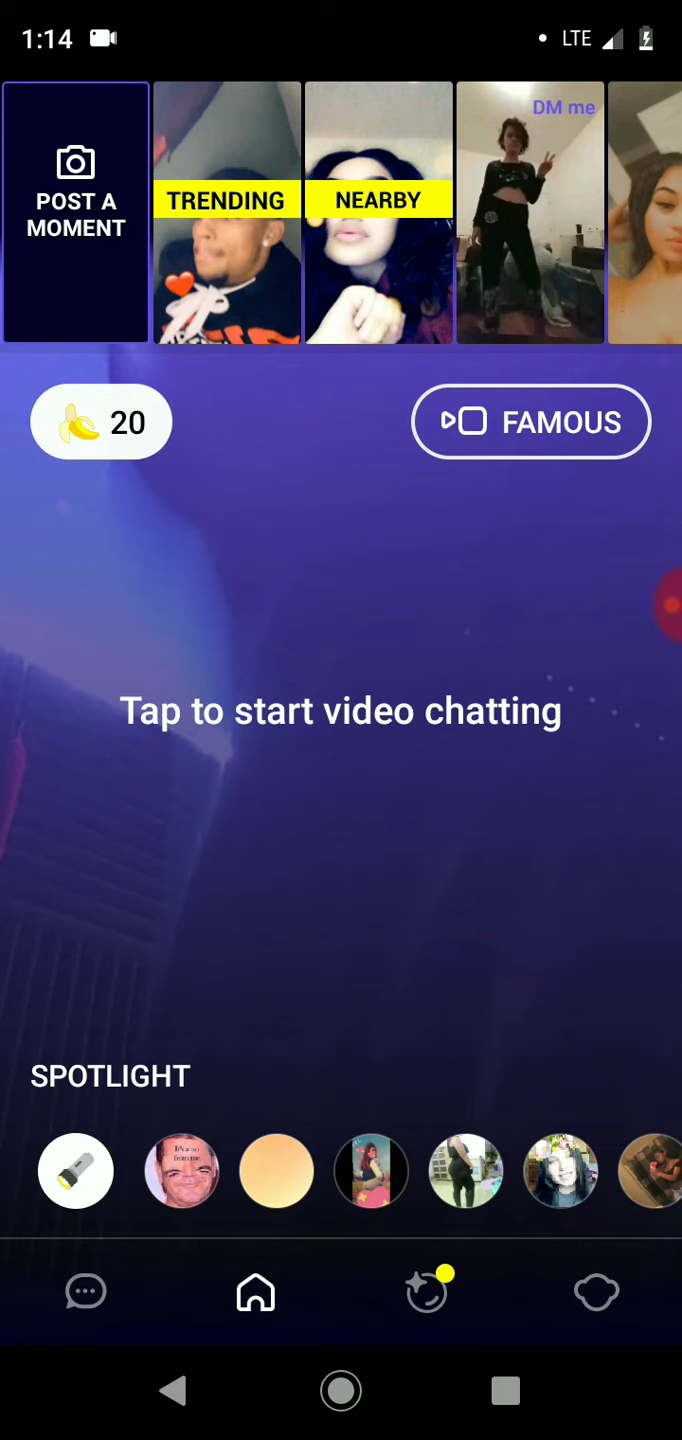 1:14
LTE
POST A
MOMENT
TRENDING
NEARBY
DM me
20
FAMOUS
Tap to start video chatting
SPOTLIGHT